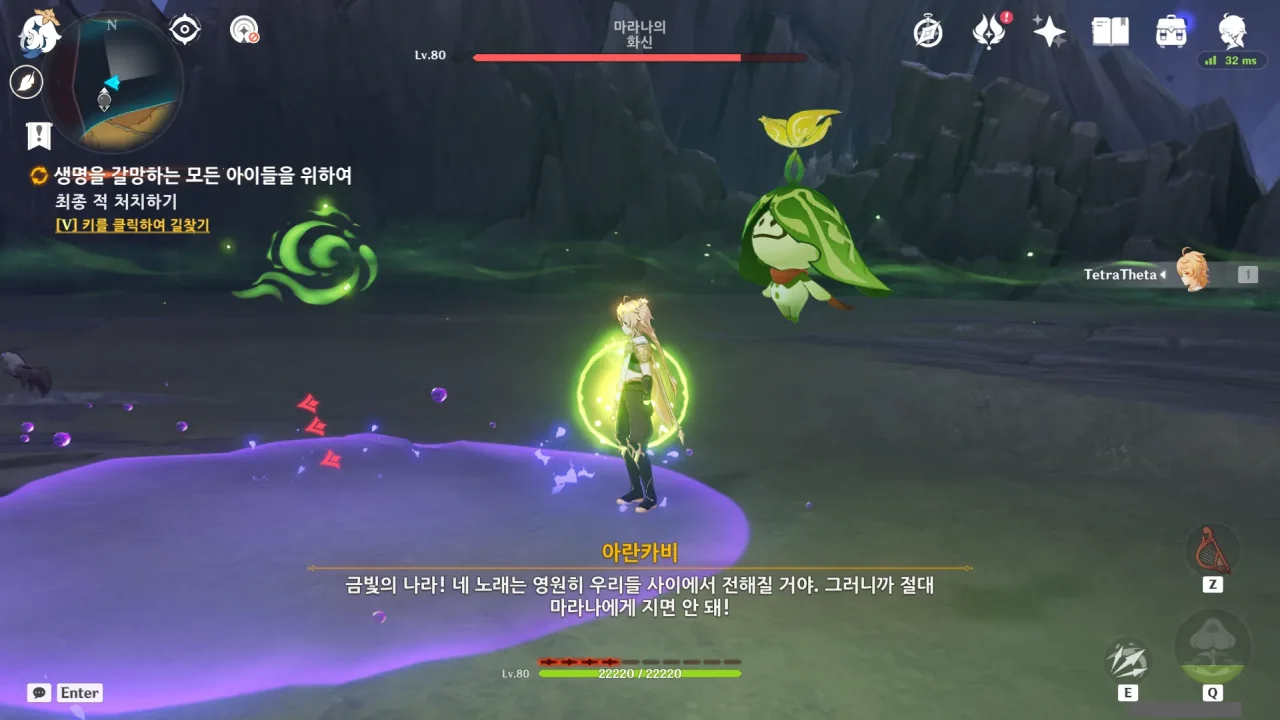 N
마라나의
화신
Lv.80
32 ms
생명을 갈망하는 모든 아이들을 위하여
최종 적 처치하기
[V] 키를 클릭하여 길찾기
TetraTheta
1
아란카비
금빛의 나라! 네 노래는 영원히 우리들 사이에서 전해질 거야. 그러니까 절대
마라나에게 지면 안 돼!
Z
Lv.80
22220 / 22220
Enter
E
Q